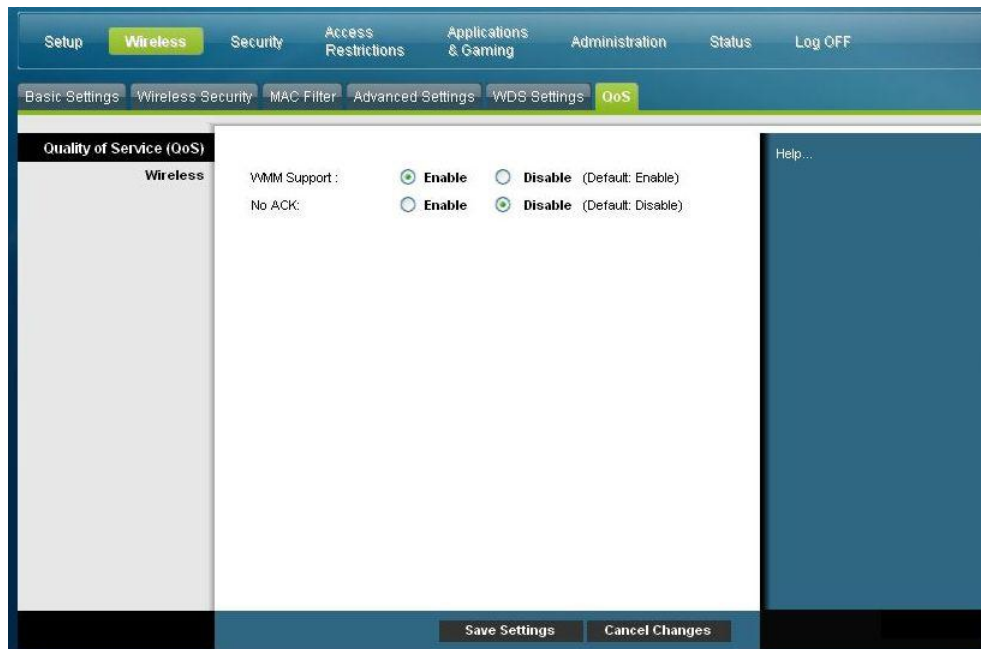 Setup Wireless Security Access Restrictions Applications & Gaming Administration Status Log OFF
Basic Settings Wireless Security MAC Filter Advanced Settings WDS Settings QoS
Quality of Service (QoS)
Help...
Wireless
WMM Support : Enable Disable (Default: Enable)
No ACK: Enable Disable (Default: Disable)
Save Settings Cancel Changes